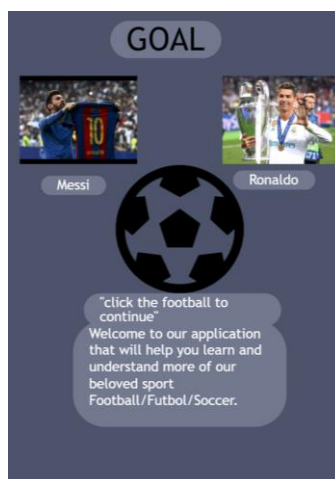 GOAL
10
Messi
Ronaldo
"click the football to
continue"
Welcome to our application
that will help you learn and
understand more of our
beloved sport
Football/Futbol/Soccer.